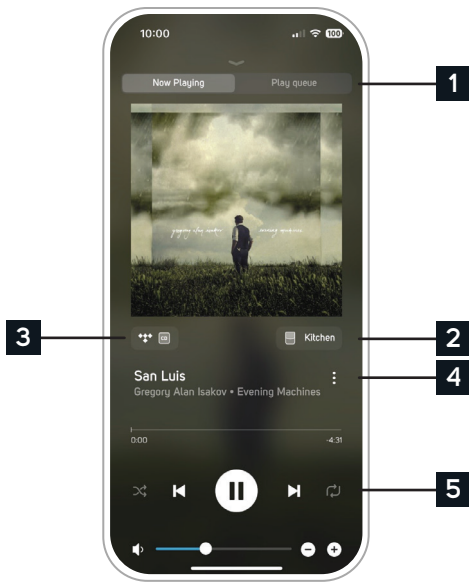 10:00
100
Now Playing
Play queue
1
3
CD
Kitchen
2
San Luis
4
Gregory Alan Isakov • Evening Machines
0:00
-4:31
5